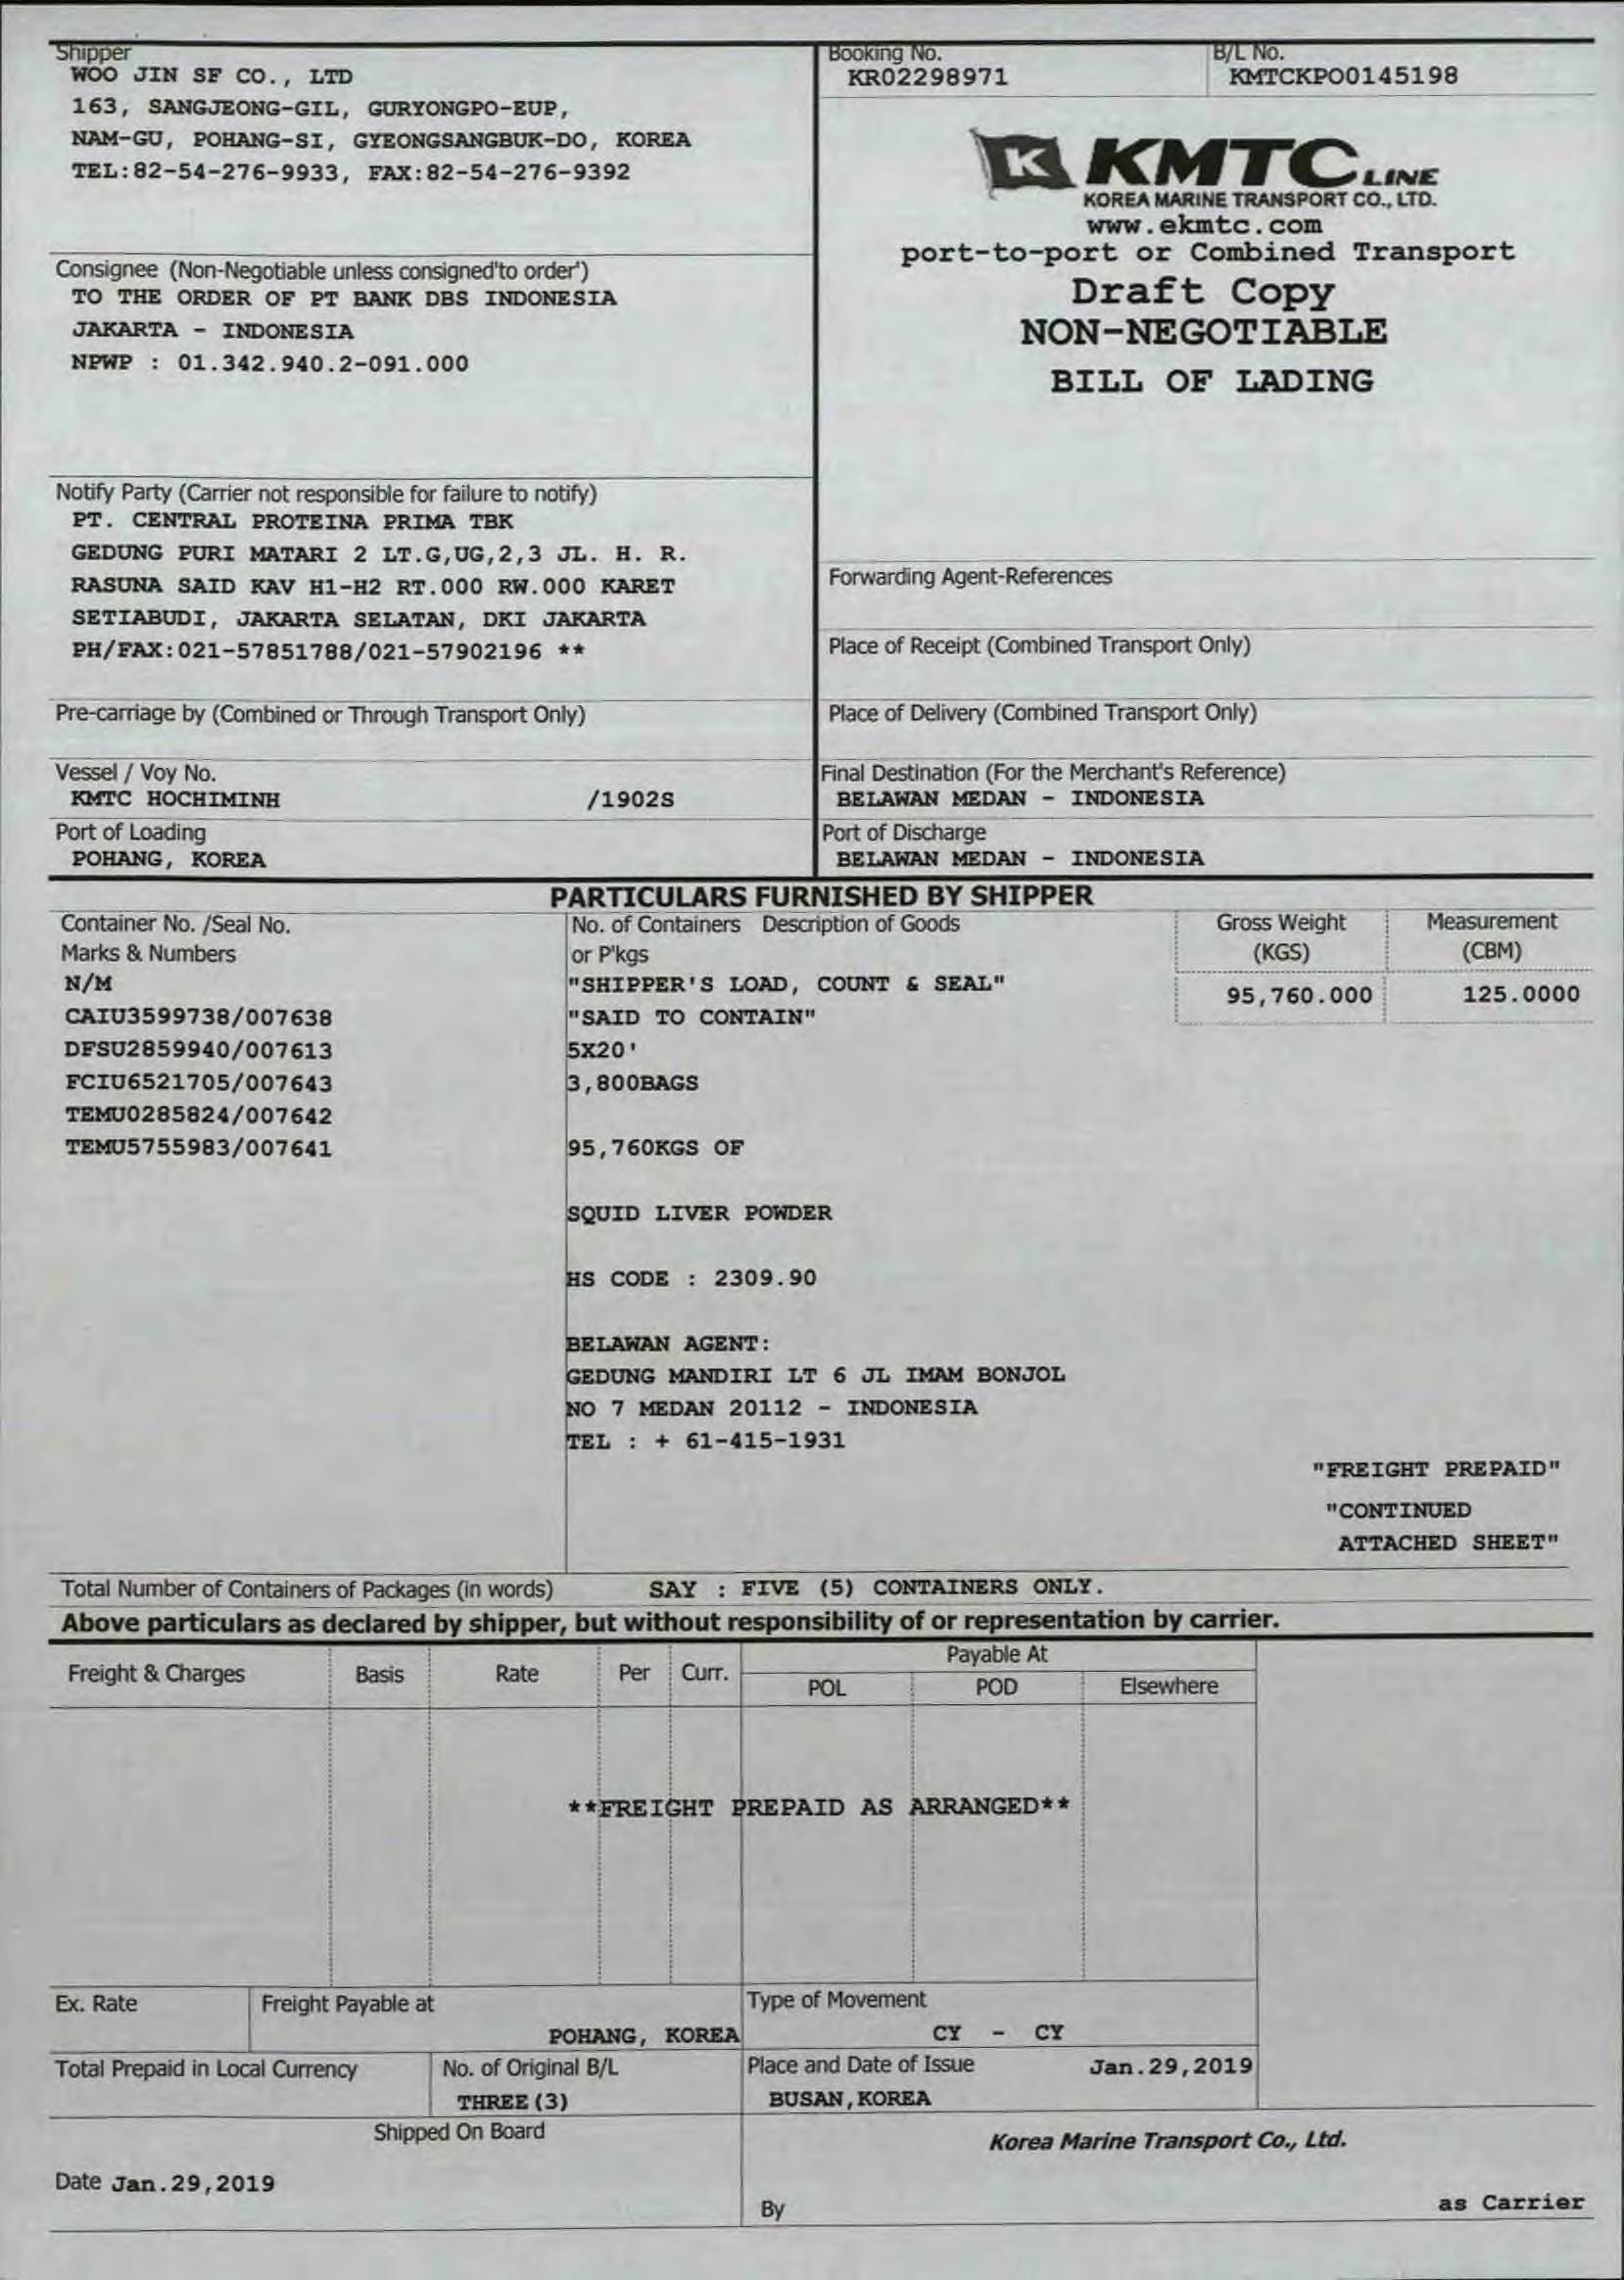 Shipper
WOO JIN SF CO., LTD
163, SANGJEONG-GIL, GURYONGPO-EUP,
NAM-GU, POHANG-SI, GYEONGSANGBUK-DO, KOREA
TEL:82-54-276-9933, FAX:82-54-276-9392
Booking No.
KR02298971
B/L No.
KMTCKPO0145198
K KMTC LINE
KOREA MARINE TRANSPORT CO., LTD.
www.ekmtc.com
port-to-port or Combined Transport
Draft Copy
NON-NEGOTIABLE
BILL OF LADING
Consignee (Non-Negotiable unless consigned'to order')
TO THE ORDER OF PT BANK DBS INDONESIA
JAKARTA - INDONESIA
NPWP : 01.342.940.2-091.000
Notify Party (Carrier not responsible for failure to notify)
PT. CENTRAL PROTEINA PRIMA TBK
GEDUNG PURI MATARI 2 LT.G,UG,2,3 JL. H. R.
RASUNA SAID KAV H1-H2 RT.000 RW.000 KARET
SETIABUDI, JAKARTA SELATAN, DKI JAKARTA
PH/FAX:021-57851788/021-57902196 **
Forwarding Agent-References
Place of Receipt (Combined Transport Only)
Pre-carriage by (Combined or Through Transport Only)
Place of Delivery (Combined Transport Only)
Vessel / Voy No.
KMTC HOCHIMINH /1902S
Final Destination (For the Merchant's Reference)
BELAWAN MEDAN - INDONESIA
Port of Loading
POHANG, KOREA
Port of Discharge
BELAWAN MEDAN - INDONESIA
PARTICULARS FURNISHED BY SHIPPER
Container No. /Seal No.
Marks & Numbers
No. of Containers
or P'kgs
Description of Goods
Gross Weight
(KGS)
Measurement
(CBM)
N/M
CAIU3599738/007638
DFSU2859940/007613
FCIU6521705/007643
TEMU0285824/007642
TEMU5755983/007641
"SHIPPER'S LOAD, COUNT & SEAL"
"SAID TO CONTAIN"
5X20'
3,800BAGS
95,760KGS OF
SQUID LIVER POWDER
HS CODE : 2309.90
BELAWAN AGENT:
GEDUNG MANDIRI LT 6 JL IMAM BONJOL
NO 7 MEDAN 20112 - INDONESIA
TEL : + 61-415-1931
95,760.000
125.0000
"FREIGHT PREPAID"
"CONTINUED
ATTACHED SHEET"
Total Number of Containers of Packages (in words) SAY : FIVE (5) CONTAINERS ONLY.
Above particulars as declared by shipper, but without responsibility of or representation by carrier.
Freight & Charges
Basis
Rate
Per
Curr.
Payable At
POL
POD
Elsewhere
**FREIGHT PREPAID AS ARRANGED**
Ex. Rate
Freight Payable at
POHANG, KOREA
Type of Movement
CY - CY
Total Prepaid in Local Currency
No. of Original B/L
THREE(3)
Place and Date of Issue Jan.29,2019
BUSAN,KOREA
Shipped On Board
Date Jan.29,2019
Korea Marine Transport Co., Ltd.
By
as Carrier